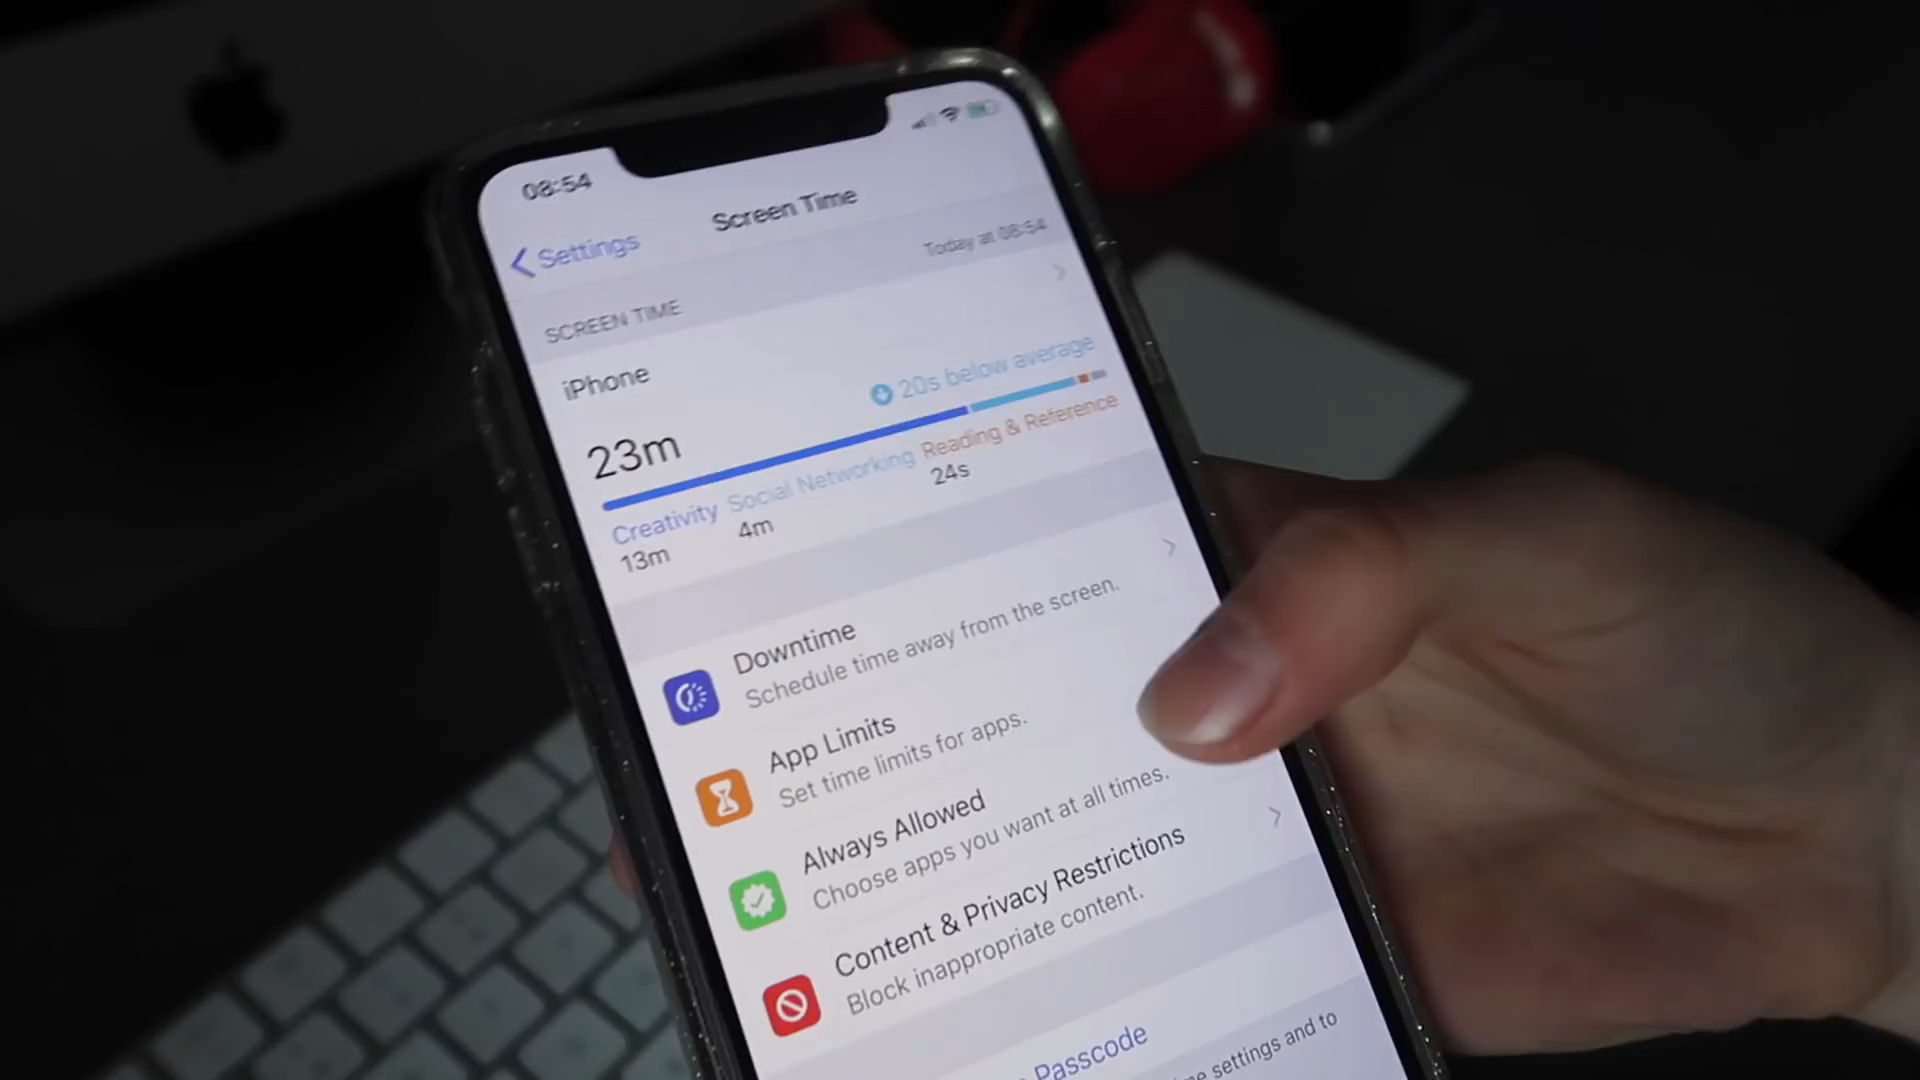 08:54
Settings
Screen Time
SCREEN TIME
Today at 08:54
iPhone
23m
20s below average
Creativity
13m
Social Networking
4m
Reading & Reference
24s
Downtime
Schedule time away from the screen.
App Limits
Set time limits for apps.
Always Allowed
Choose apps you want at all times.
Content & Privacy Restrictions
Block inappropriate content.
Passcode
settings and to